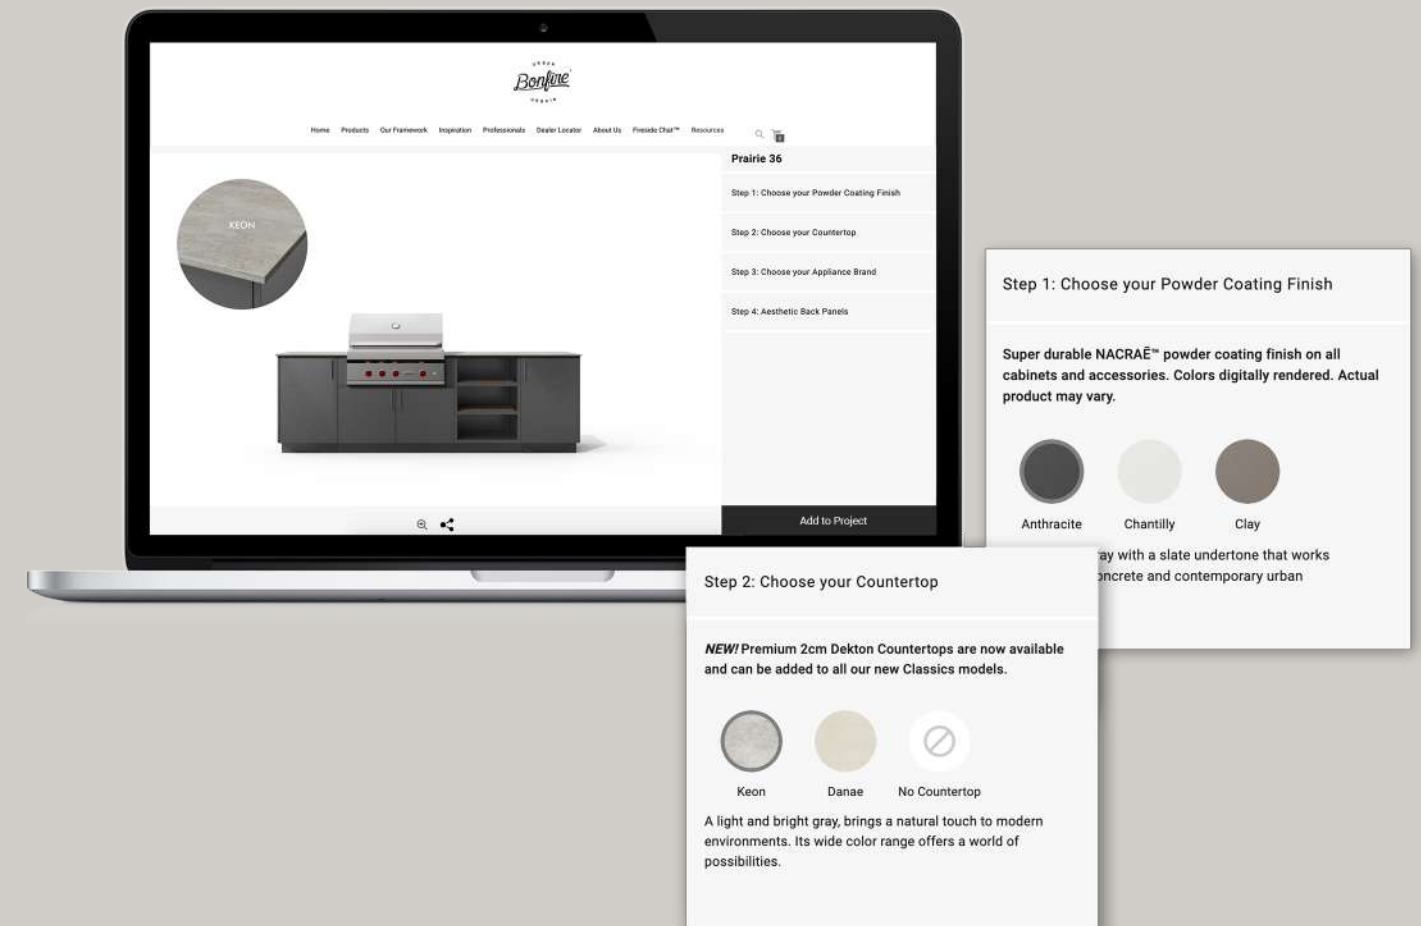 URBAN
Bonfire
DESIGN
Home Products Our Framework Inspiration Professionals Dealer Locator About Us Fireside Chat™ Resources
KEON
Prairie 36
Step 1: Choose your Powder Coating Finish
Step 2: Choose your Countertop
Step 3: Choose your Appliance Brand
Step 4: Aesthetic Back Panels
Add to Project
Step 1: Choose your Powder Coating Finish
Super durable NACRAĒ™ powder coating finish on all
cabinets and accessories. Colors digitally rendered. Actual
product may vary.
Anthracite Chantilly Clay
ay with a slate undertone that works
oncrete and contemporary urban
Step 2: Choose your Countertop
NEW! Premium 2cm Dekton Countertops are now available
and can be added to all our new Classics models.
Keon Danae No Countertop
A light and bright gray, brings a natural touch to modern
environments. Its wide color range offers a world of
possibilities.